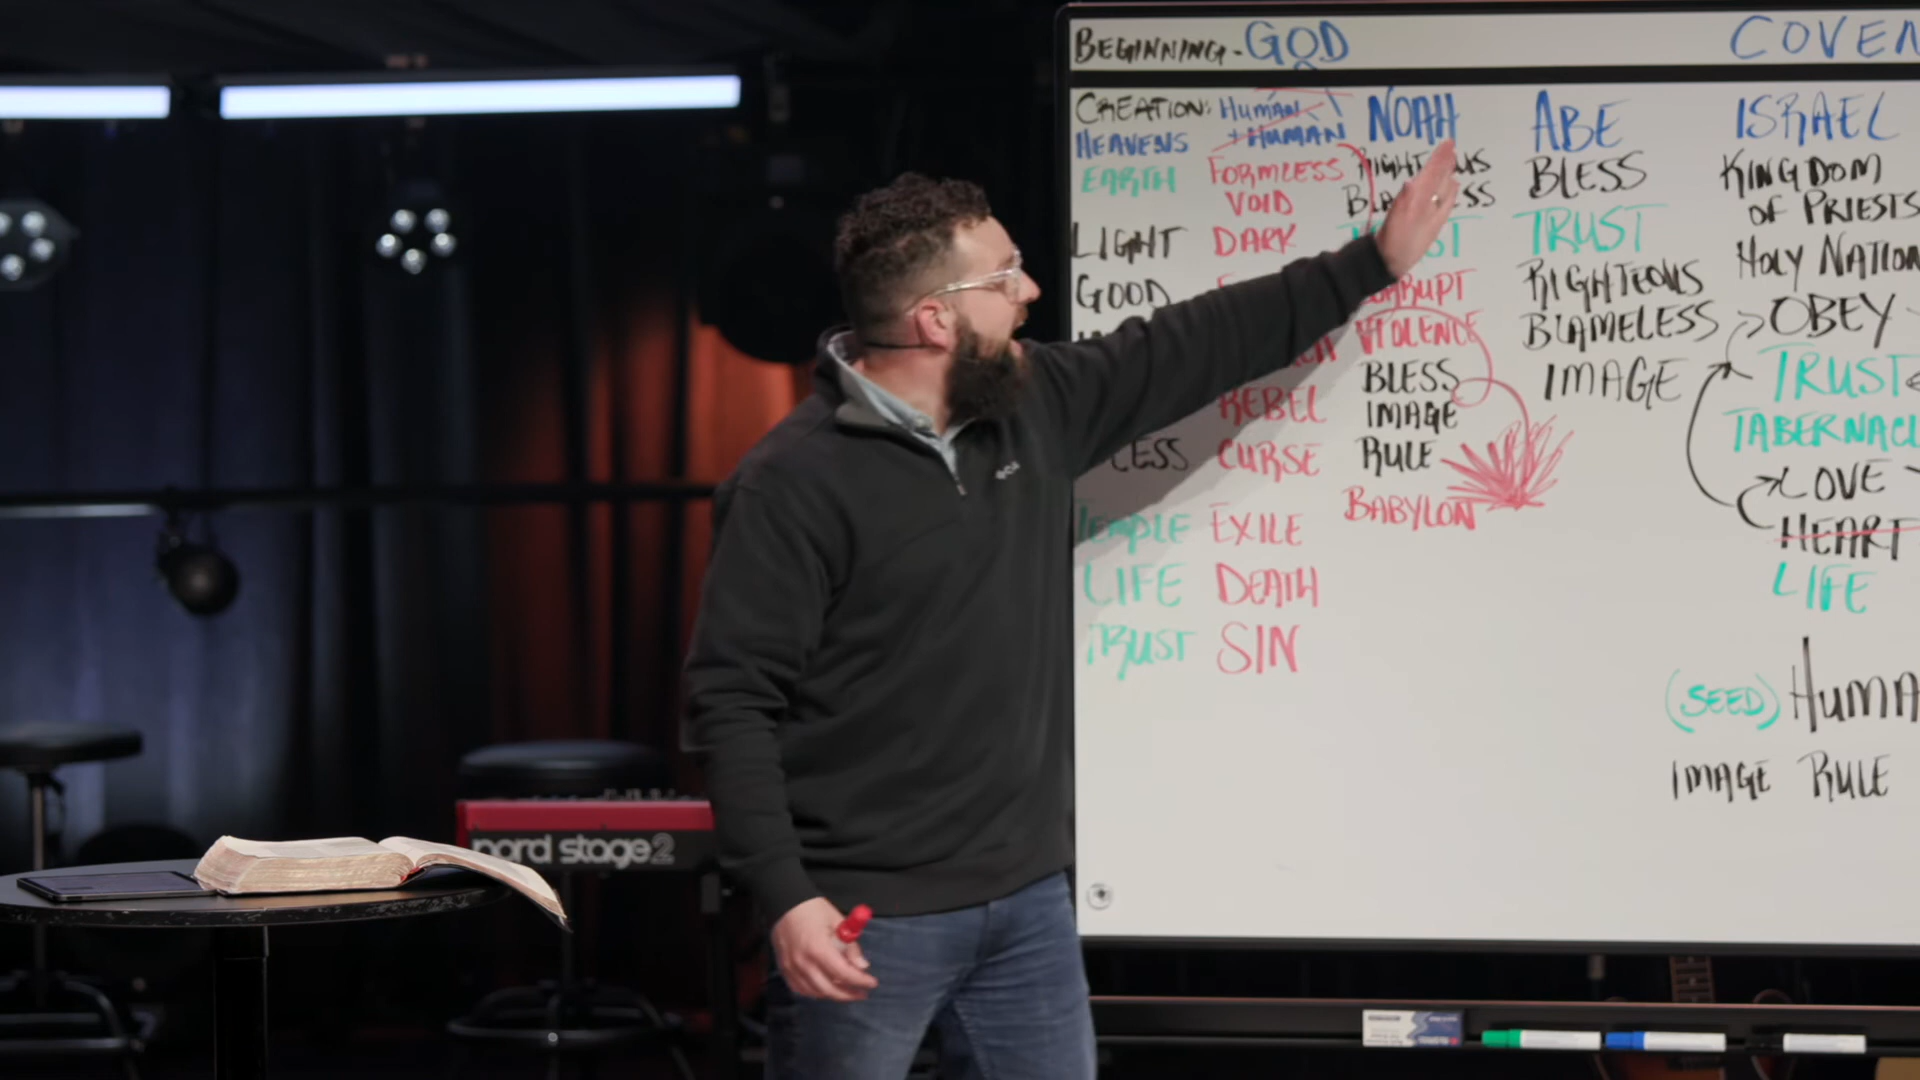 BEGINNING - GOD
COVEN
CREATION:
HEAVENS
EARTH
LIGHT
GOOD
TEMPLE
LIFE
TRUST
HUMAN
+ HUMAN
FORMLESS
VOID
DARK
REBEL
CURSE
EXILE
DEATH
SIN
NOAH
VIOLENCE
BLESS
IMAGE
RULE
BABYLON
ABE
BLESS
TRUST
RIGHTEOUS
BLAMELESS
IMAGE
ISRAEL
KINGDOM
OF PRIESTS
HOLY NATION
OBEY
TRUST
TABERNACL
LOVE
HEART
LIFE
(SEED) HUMA
IMAGE RULE
nord stage 2